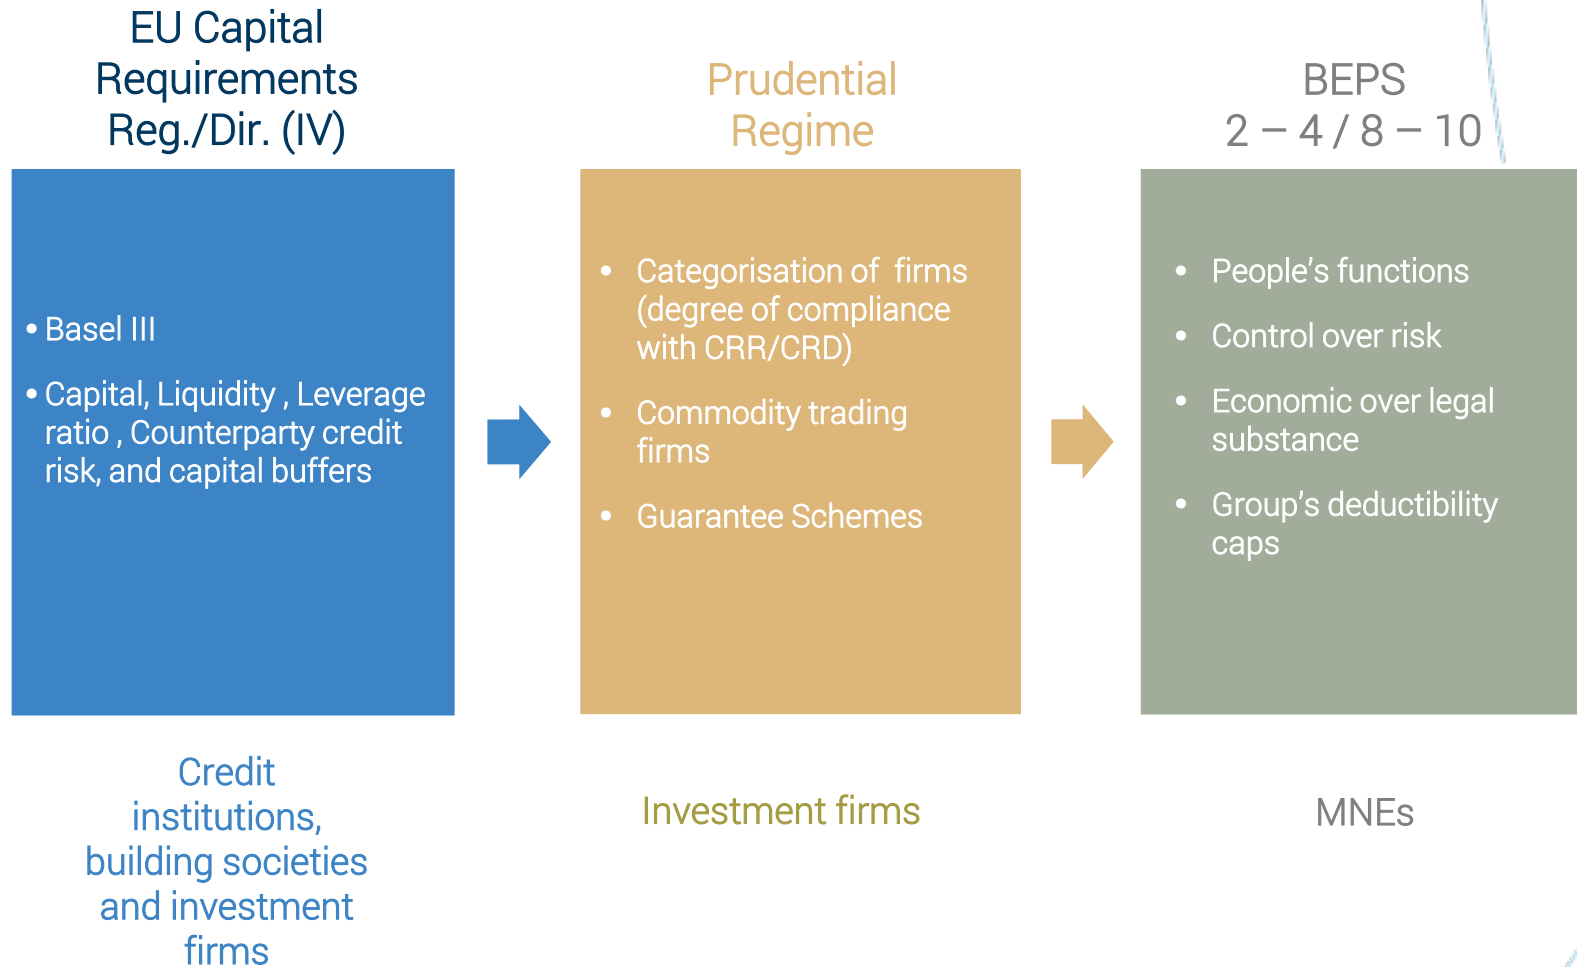 EU Capital
Requirements
Reg./Dir. (IV)
• Basel III
• Capital, Liquidity , Leverage
ratio , Counterparty credit
risk, and capital buffers
Credit
institutions,
building societies
and investment
firms
Prudential
Regime
• Categorisation of  firms
(degree of compliance
with CRR/CRD)
• Commodity trading
firms
• Guarantee Schemes
Investment firms
BEPS
2 – 4 / 8 – 10
• People’s functions
• Control over risk
• Economic over legal
substance
• Group’s deductibility
caps
MNEs